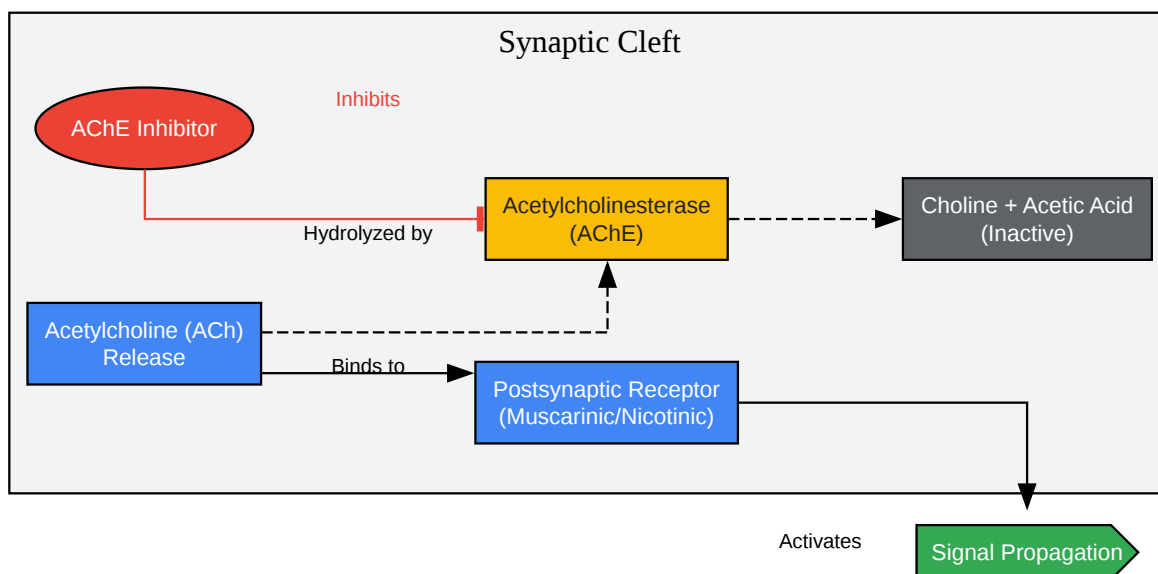 Synaptic Cleft
Inhibits
AChE Inhibitor
Acetylcholinesterase
(AChE)
Choline + Acetic Acid
(Inactive)
Hydrolyzed by
Acetylcholine (ACh)
Release
Binds to
Postsynaptic Receptor
(Muscarinic/Nicotinic)
Activates
Signal Propagation